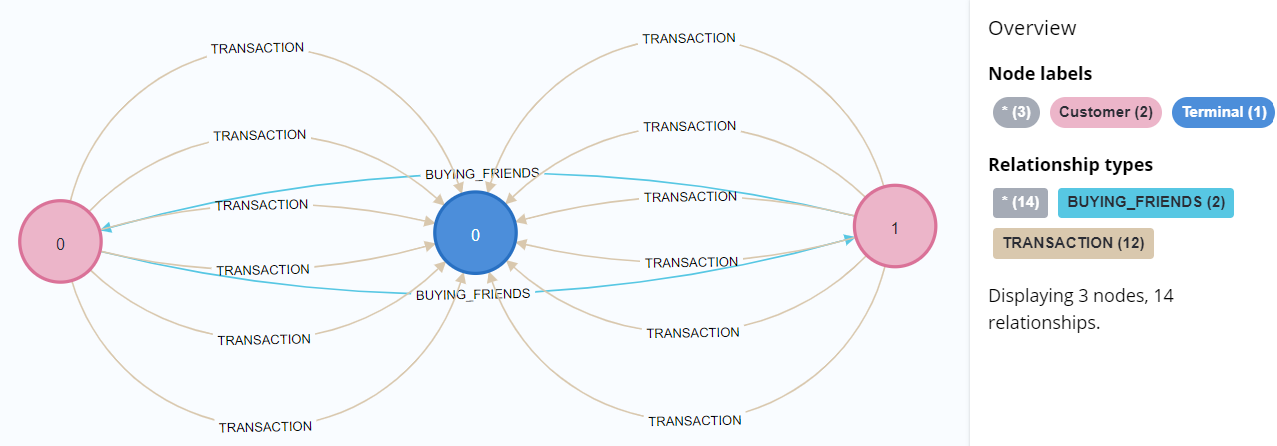 TRANSACTION
TRANSACTION
TRANSACTION
TRANSACTION
BUYING_FRIENDS
TRANSACTION
TRANSACTION
0
0
1
TRANSACTION
TRANSACTION
BUYING_FRIENDS
TRANSACTION
TRANSACTION
TRANSACTION
TRANSACTION
Overview
Node labels
* (3) Customer (2) Terminal (1)
Relationship types
* (14) BUYING_FRIENDS (2)
TRANSACTION (12)
Displaying 3 nodes, 14
relationships.